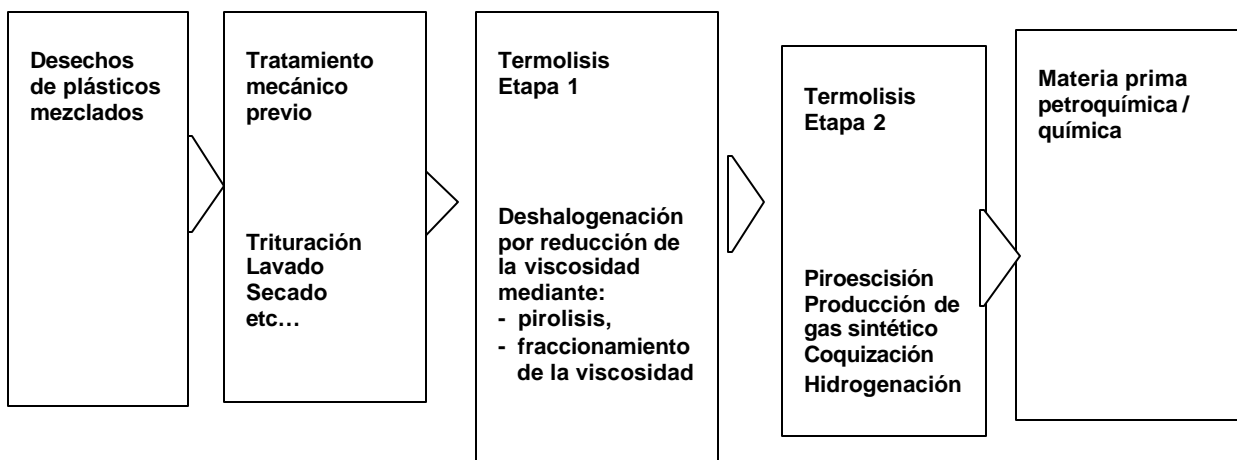 Desechos
de plásticos
mezclados
Tratamiento
mecánico
previo
Trituración
Lavado
Secado
etc…
Termolisis
Etapa 1
Deshalogenación
por reducción de
la viscosidad
mediante:
- pirolisis,
- fraccionamiento
de la viscosidad
Termolisis
Etapa 2
Piroescisión
Producción de
gas sintético
Coquización
Hidrogenación
Materia prima
petroquímica /
química